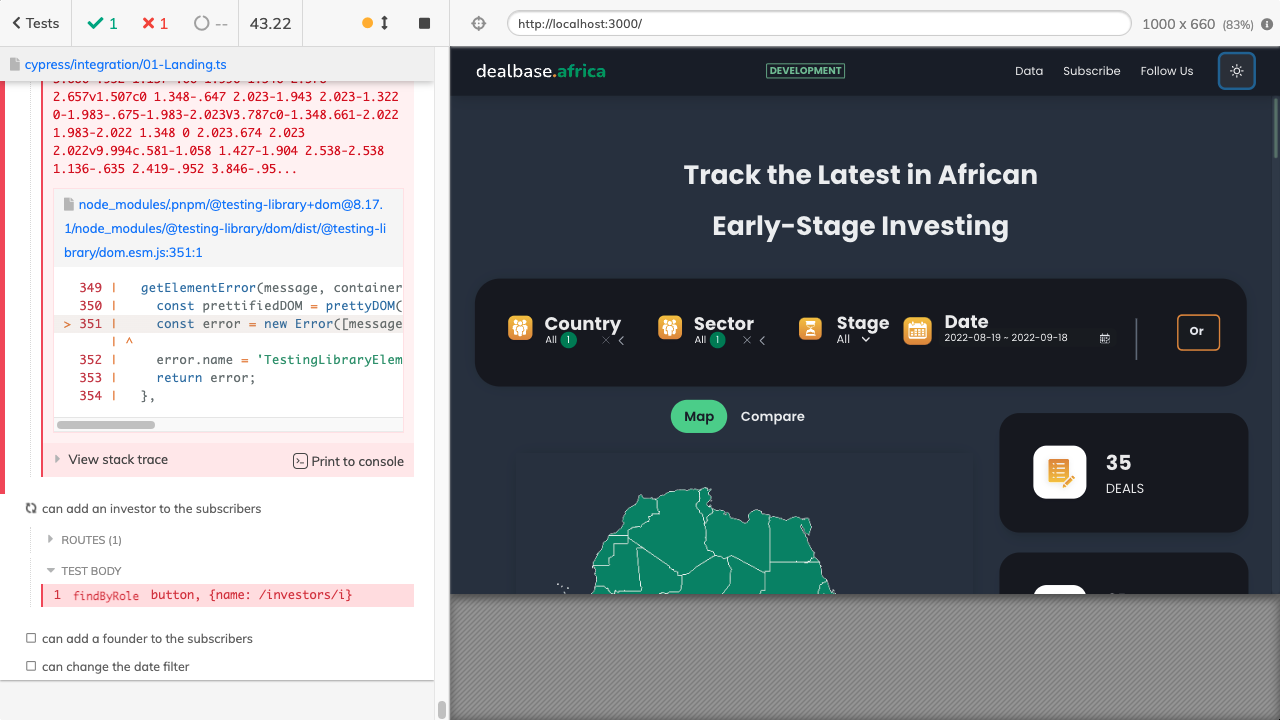 Tests
1
1
--
43.22
http://localhost:3000/
1000 x 660 (83%)
cypress/integration/01-Landing.ts
2.657v1.507c0 1.348-.647 2.023-1.943 2.023-1.322
0-1.983-.675-1.983-2.023V3.787c0-1.348.661-2.022
1.983-2.022 1.348 0 2.023.674 2.023
2.022v9.994c.581-1.058 1.427-1.904 2.538-2.538
1.136-.635 2.419-.952 3.846-.95...
node_modules/.pnpm/@testing-library+dom@8.17.
1/node_modules/@testing-library/dom/dist/@testing-li
brary/dom.esm.js:351:1
349 | getElementError(message, container
350 | const prettifiedDOM = prettyDOM(
> 351 | const error = new Error([message
| ^
352 | error.name = 'TestingLibraryElem
353 | return error;
354 | },
View stack trace
Print to console
can add an investor to the subscribers
ROUTES (1)
TEST BODY
1 findByRole button, {name: /investors/i}
can add a founder to the subscribers
can change the date filter
dealbase.africa
DEVELOPMENT
Data
Subscribe
Follow Us
Track the Latest in African
Early-Stage Investing
Country
All 1
Sector
All 1
Stage
All
Date
2022-08-19 ~ 2022-09-18
Or
Map
Compare
35
DEALS